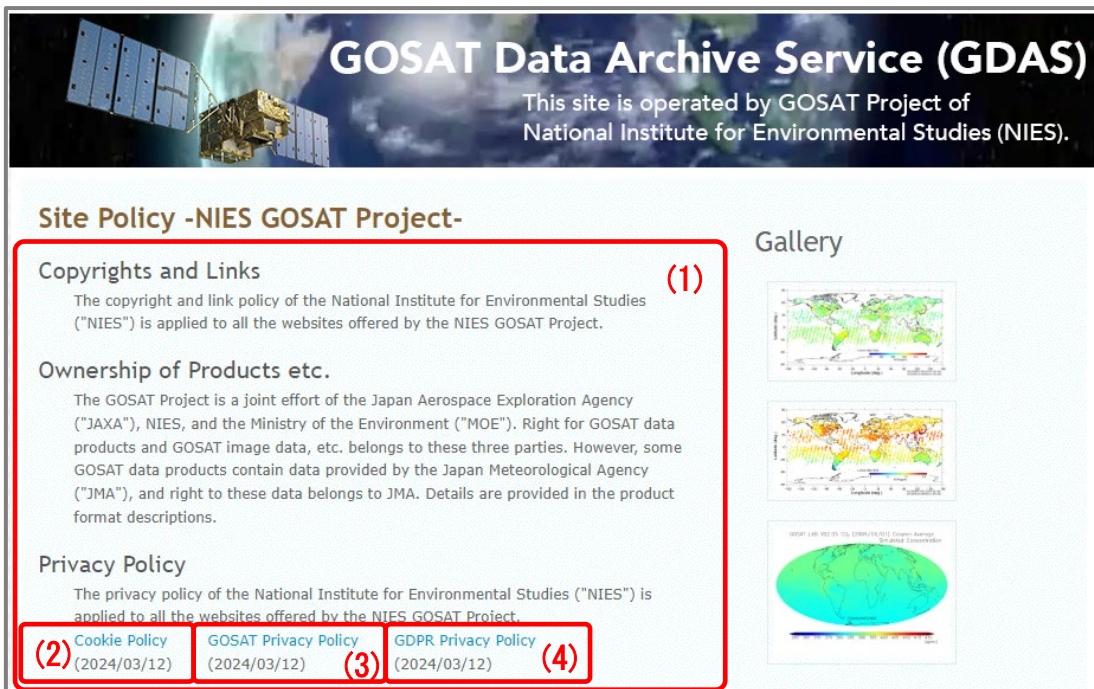 GOSAT Data Archive Service (GDAS)
This site is operated by GOSAT Project of
National Institute for Environmental Studies (NIES).
Site Policy -NIES GOSAT Project-
(1)
Copyrights and Links
The copyright and link policy of the National Institute for Environmental Studies
("NIES") is applied to all the websites offered by the NIES GOSAT Project.
Ownership of Products etc.
The GOSAT Project is a joint effort of the Japan Aerospace Exploration Agency
("JAXA"), NIES, and the Ministry of the Environment ("MOE"). Right for GOSAT data
products and GOSAT image data, etc. belongs to these three parties. However, some
GOSAT data products contain data provided by the Japan Meteorological Agency
("JMA"), and right to these data belongs to JMA. Details are provided in the product
format descriptions.
Privacy Policy
The privacy policy of the National Institute for Environmental Studies ("NIES") is
applied to all the websites offered by the NIES GOSAT Project.
(2) Cookie Policy
(2024/03/12)
GOSAT Privacy Policy
(2024/03/12) (3)
GDPR Privacy Policy
(2024/03/12) (4)
Gallery
Longitude (deg.)
Longitude (deg.)
Column Average
Simulated Concentration